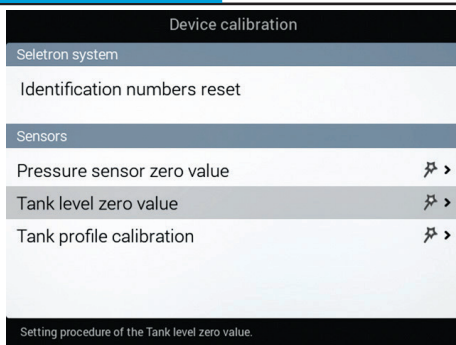 Device calibration
Seletron system
Identification numbers reset
Sensors
Pressure sensor zero value
Tank level zero value
Tank profile calibration
Setting procedure of the Tank level zero value.